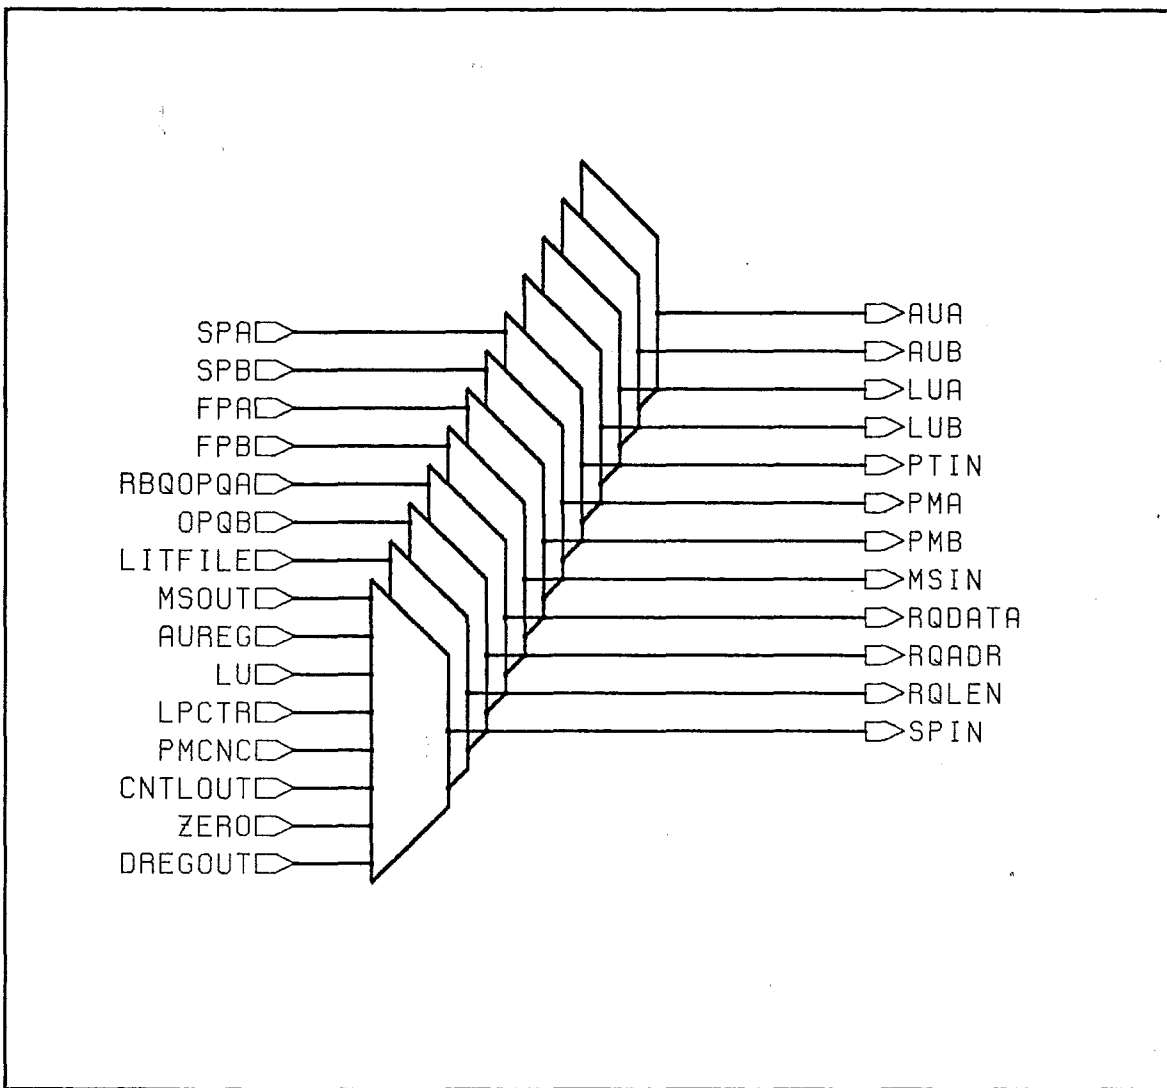 SPA
SPB
FPA
FPB
RBQOPQA
OPQB
LITFILE
MSOUT
AUREG
LU
LPCTR
PMCNC
CNTLOUT
ZERO
DREGOUT
AUA
AUB
LUA
LUB
PTIN
PMA
PMB
MSIN
RQDATA
RQADR
RQLEN
SPIN